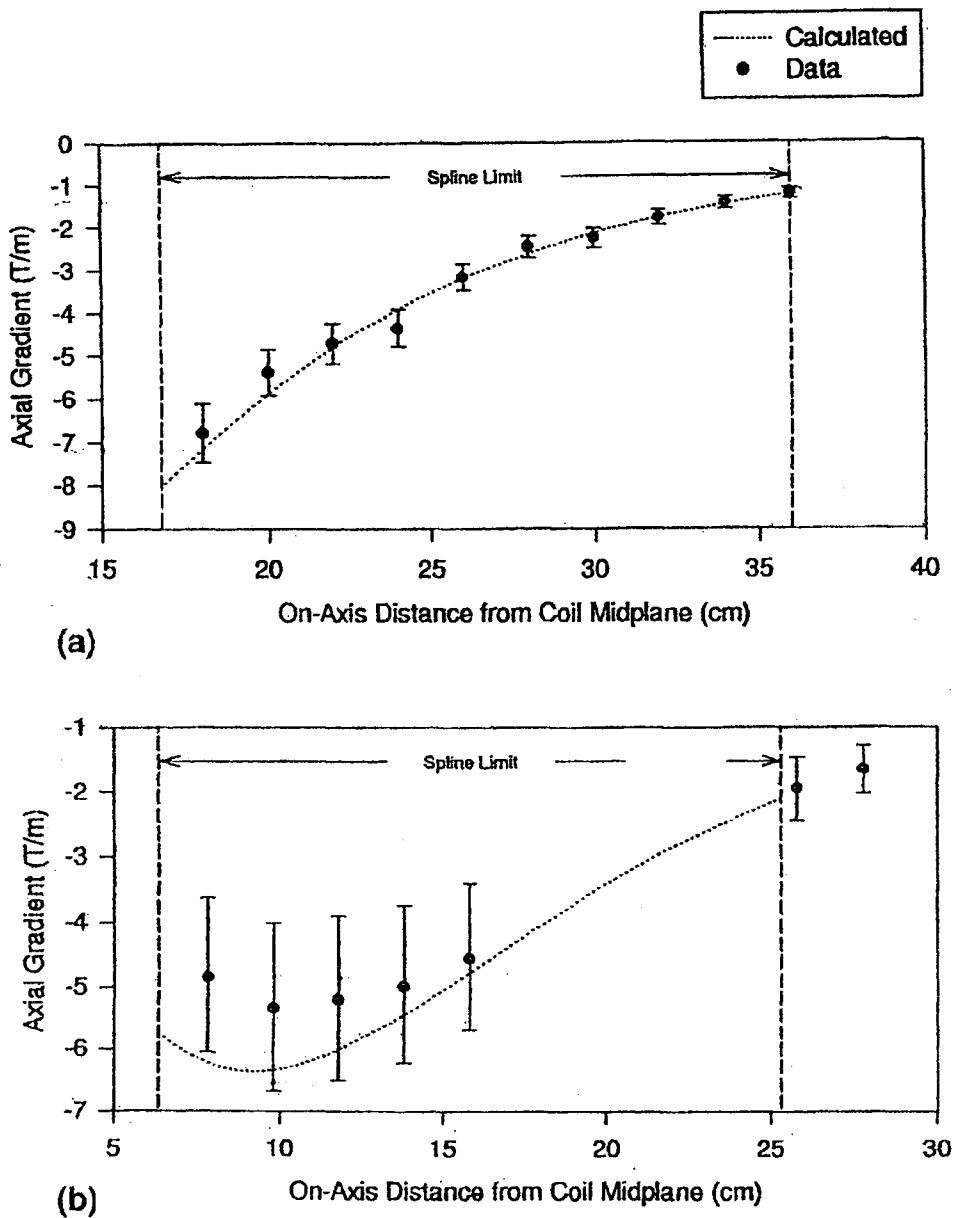 Calculated
Data
0
-1
-2
-3
-4
-5
-6
-7
-8
-9
Axial Gradient (T/m)
Spline Limit
15 20 25 30 35 40
On-Axis Distance from Coil Midplane (cm)
(a)
-1
-2
-3
-4
-5
-6
-7
Axial Gradient (T/m)
Spline Limit
5 10 15 20 25 30
On-Axis Distance from Coil Midplane (cm)
(b)